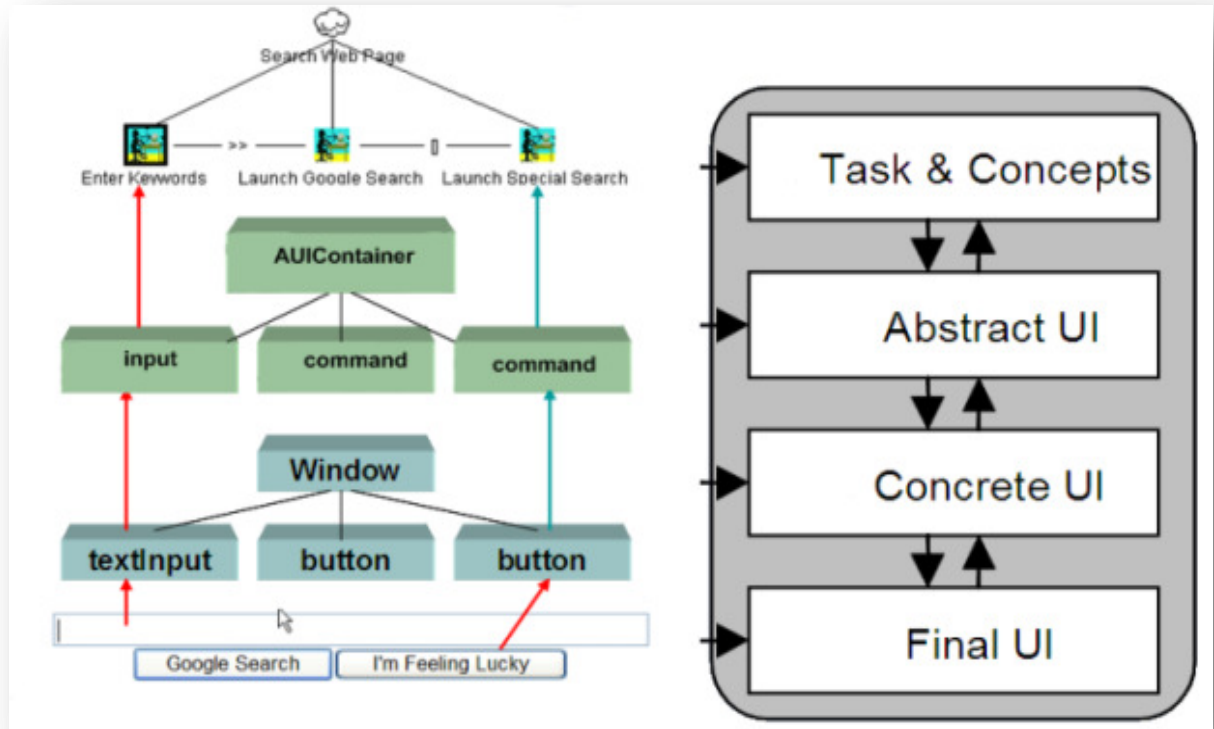 Search Web Page
>>
[]
Enter Keywords
Launch Google Search
Launch Special Search
AUIContainer
input
command
command
Window
textInput
button
button
Google Search
I'm Feeling Lucky
Task & Concepts
Abstract UI
Concrete UI
Final UI